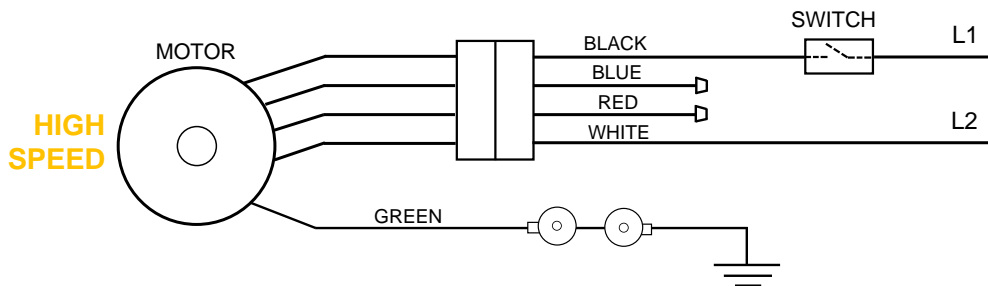 SWITCH
L1
MOTOR
BLACK
BLUE
HIGH
SPEED
RED
WHITE
L2
GREEN